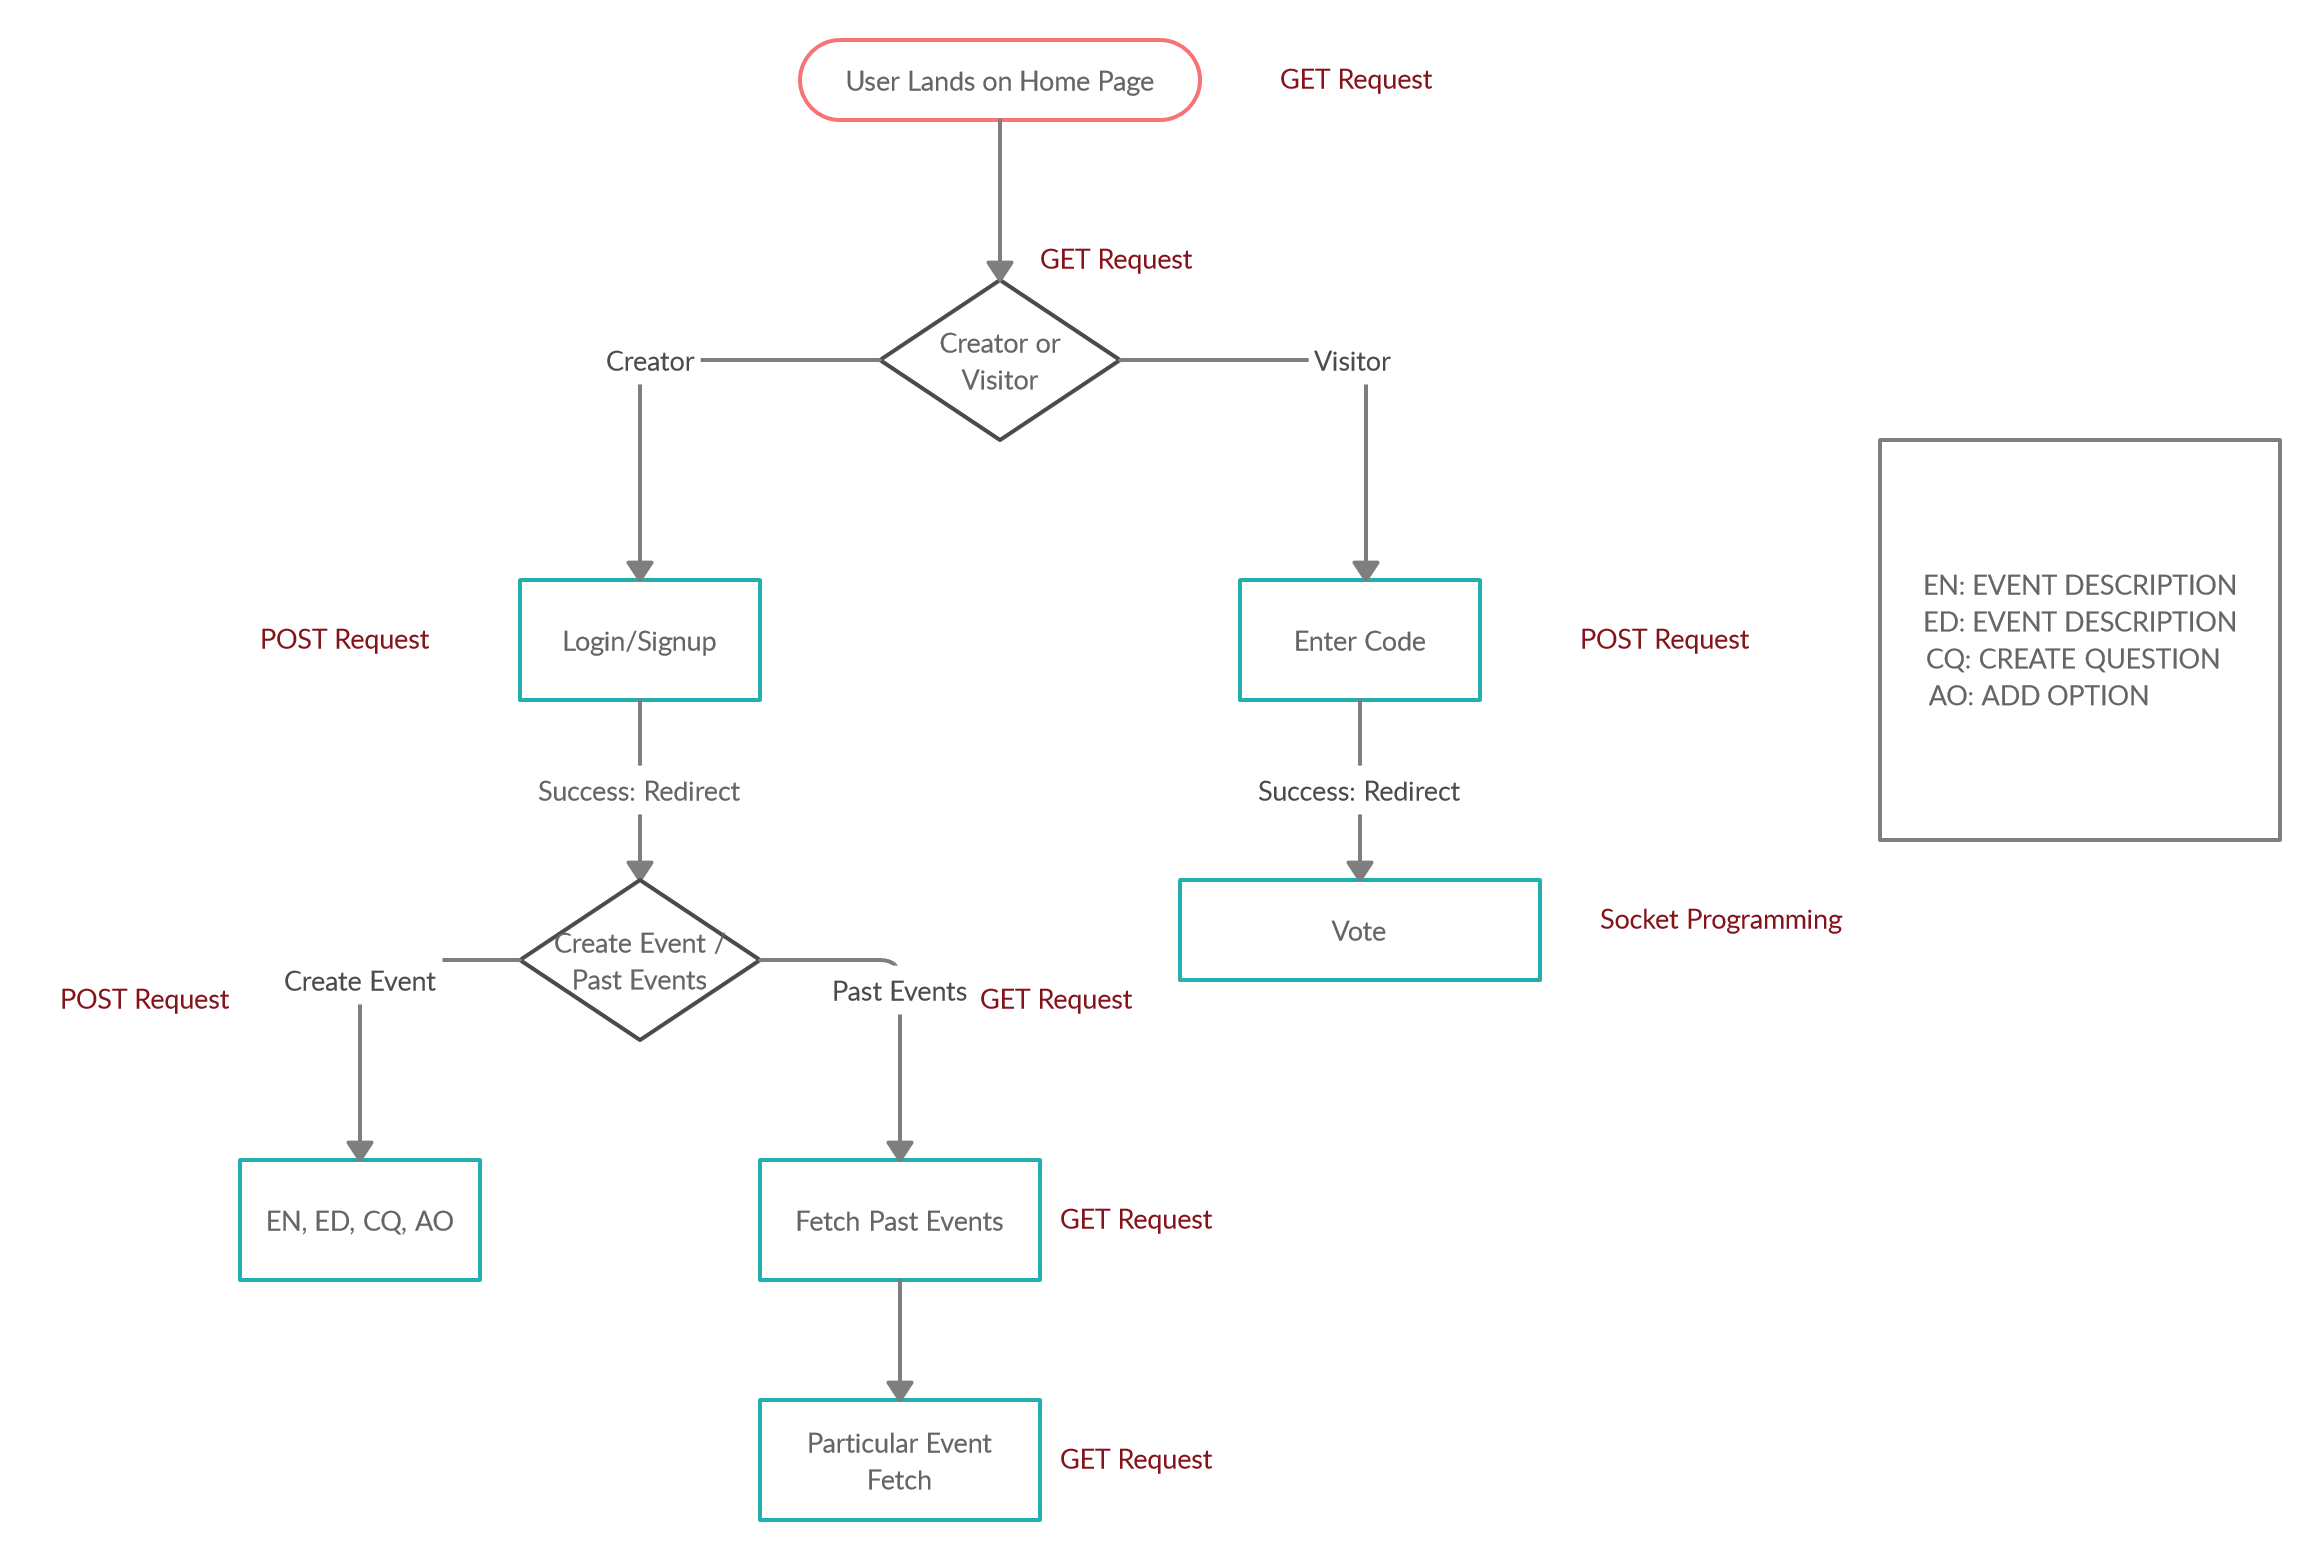 User Lands on Home Page
GET Request
GET Request
Creator or
Visitor
Creator
Visitor
POST Request
Login/Signup
Enter Code
POST Request
EN: EVENT DESCRIPTION
ED: EVENT DESCRIPTION
CQ: CREATE QUESTION
AO: ADD OPTION
Success: Redirect
Success: Redirect
Vote
Socket Programming
Create Event /
Past Events
Create Event
POST Request
Past Events
GET Request
EN, ED, CQ, AO
Fetch Past Events
GET Request
Particular Event
Fetch
GET Request